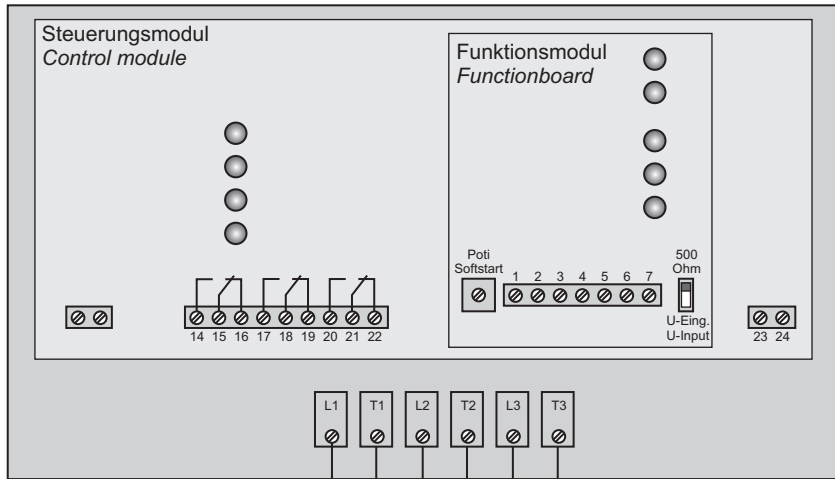 Steuerungsmodul
Control module
Funktionsmodul
Functionboard
Poti
Softstart
1 2 3 4 5 6 7
500
Ohm
U-Eing.
U-Input
14 15 16 17 18 19 20 21 22
23 24
L1 T1 L2 T2 L3 T3